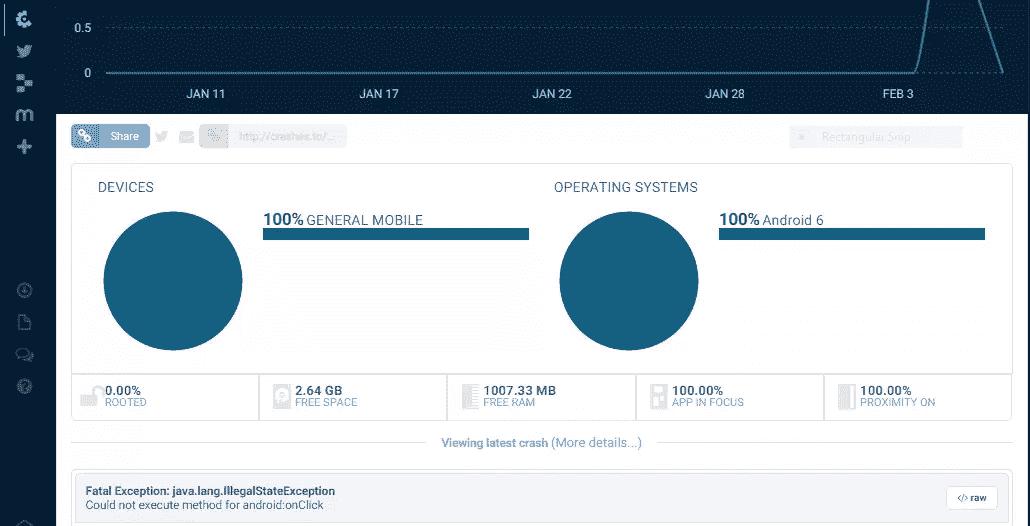 0.5
0
JAN 11 JAN 17 JAN 22 JAN 28 FEB 3
Share http://crashes.to/... Rectangular Snip
DEVICES
100% GENERAL MOBILE
OPERATING SYSTEMS
100% Android 6
0.00%
ROOTED
2.64 GB
FREE SPACE
1007.33 MB
FREE RAM
100.00%
APP IN FOCUS
100.00%
PROXIMITY ON
Viewing latest crash (More details...)
Fatal Exception: java.lang.IllegalStateException
Could not execute method for android:onClick
</> raw